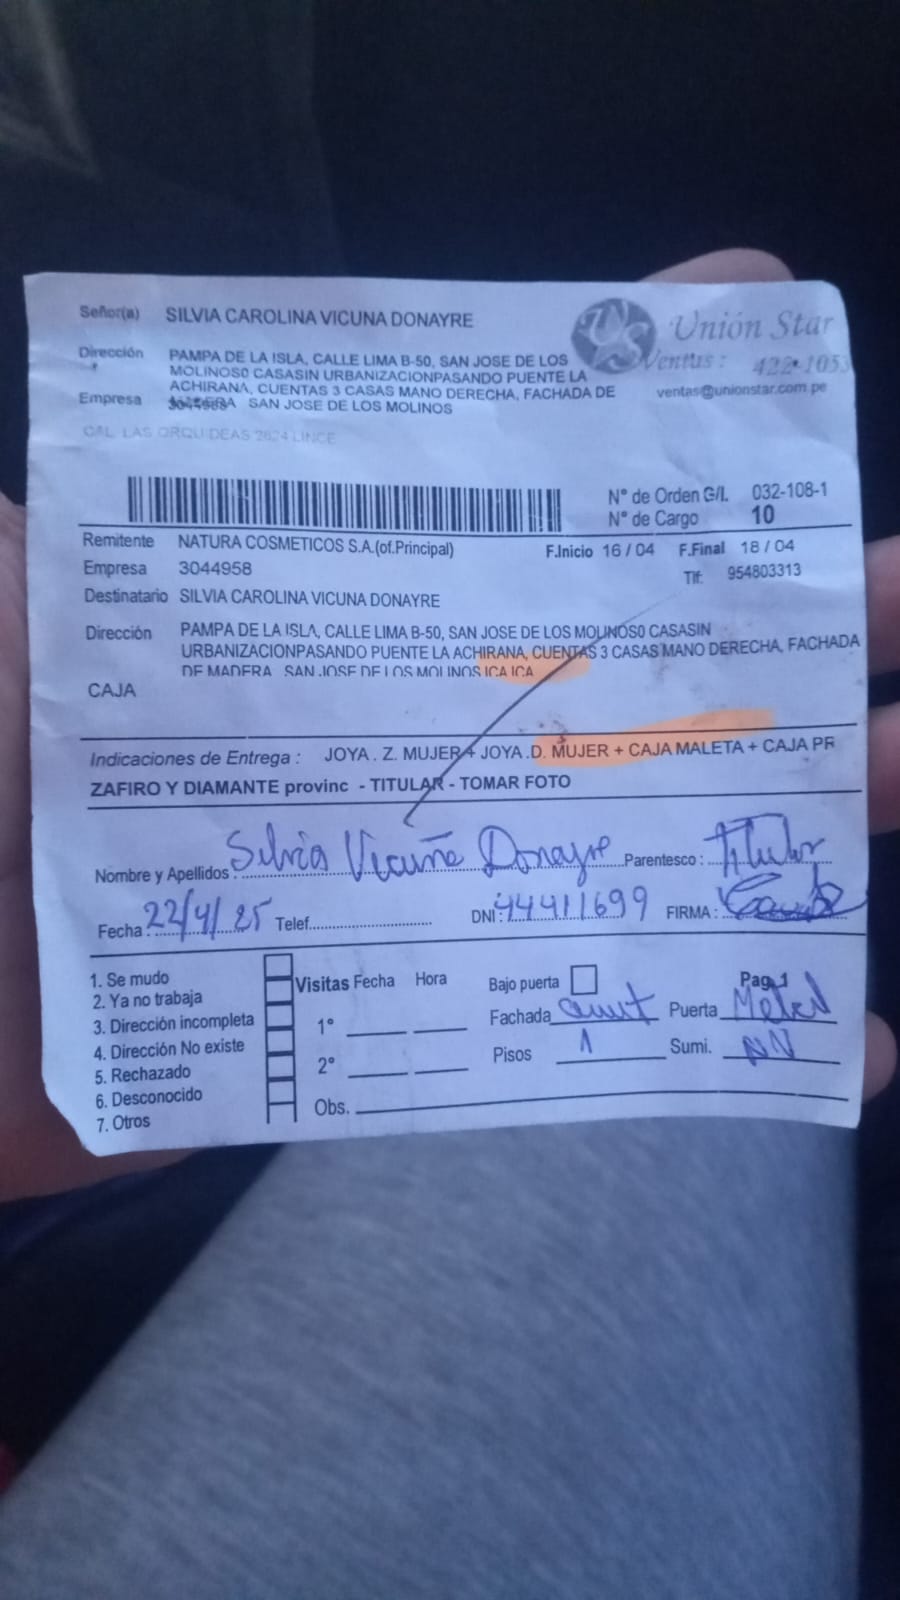 Señor(a) SILVIA CAROLINA VICUNA DONAYRE
Unión Star
Ventas : 422-1053
ventas@unionstar.com.pe
Dirección PAMPA DE LA ISLA, CALLE LIMA B-50, SAN JOSE DE LOS
MOLINOS0 CASASIN URBANIZACIONPASANDO PUENTE LA
ACHIRANA, CUENTAS 3 CASAS MANO DERECHA, FACHADA DE
Empresa 3044958 SAN JOSE DE LOS MOLINOS
CAL. LAS ORQUIDEAS 2624 LINCE
N° de Orden G/I. 032-108-1
N° de Cargo 10
Remitente NATURA COSMETICOS S.A.(of.Principal) F.Inicio 16 / 04 F.Final 18 / 04
Empresa 3044958 Tlf: 954803313
Destinatario SILVIA CAROLINA VICUNA DONAYRE
Dirección PAMPA DE LA ISLA, CALLE LIMA B-50, SAN JOSE DE LOS MOLINOS0 CASASIN
URBANIZACIONPASANDO PUENTE LA ACHIRANA, CUENTAS 3 CASAS MANO DERECHA, FACHADA
DE MADERA SAN JOSE DE LOS MOLINOS ICA ICA
CAJA
Indicaciones de Entrega : JOYA . Z. MUJER + JOYA .D. MUJER + CAJA MALETA + CAJA PR
ZAFIRO Y DIAMANTE provinc - TITULAR - TOMAR FOTO
Nombre y Apellidos : Silvia Vicuña Donayre Parentesco : Titular
Fecha : 22/4/25 Telef. DNI : 44411699 FIRMA :
1. Se mudo
2. Ya no trabaja
3. Dirección incompleta
4. Dirección No existe
5. Rechazado
6. Desconocido
7. Otros
Visitas Fecha Hora
1°
2°
Obs.
Bajo puerta Pag.1
Fachada Puerta Metal
Pisos 1 Sumi. NN